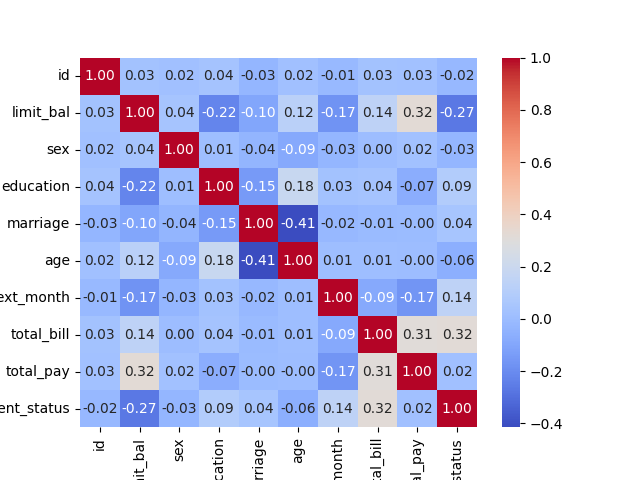 id 1.00 0.03 0.02 0.04 -0.03 0.02 -0.01 0.03 0.03 -0.02
limit_bal 0.03 1.00 0.04 -0.22 -0.10 0.12 -0.17 0.14 0.32 -0.27
sex 0.02 0.04 1.00 0.01 -0.04 -0.09 -0.03 0.00 0.02 -0.03
education 0.04 -0.22 0.01 1.00 -0.15 0.18 0.03 0.04 -0.07 0.09
marriage -0.03 -0.10 -0.04 -0.15 1.00 -0.41 -0.02 -0.01 -0.00 0.04
age 0.02 0.12 -0.09 0.18 -0.41 1.00 0.01 0.01 -0.00 -0.06
ext_month -0.01 -0.17 -0.03 0.03 -0.02 0.01 1.00 -0.09 -0.17 0.14
total_bill 0.03 0.14 0.00 0.04 -0.01 0.01 -0.09 1.00 0.31 0.32
total_pay 0.03 0.32 0.02 -0.07 -0.00 -0.00 -0.17 0.31 1.00 0.02
ent_status -0.02 -0.27 -0.03 0.09 0.04 -0.06 0.14 0.32 0.02 1.00
id
it_bal
sex
cation
rriage
age
month
al_bill
al_pay
status
1.0
0.8
0.6
0.4
0.2
0.0
−0.2
−0.4